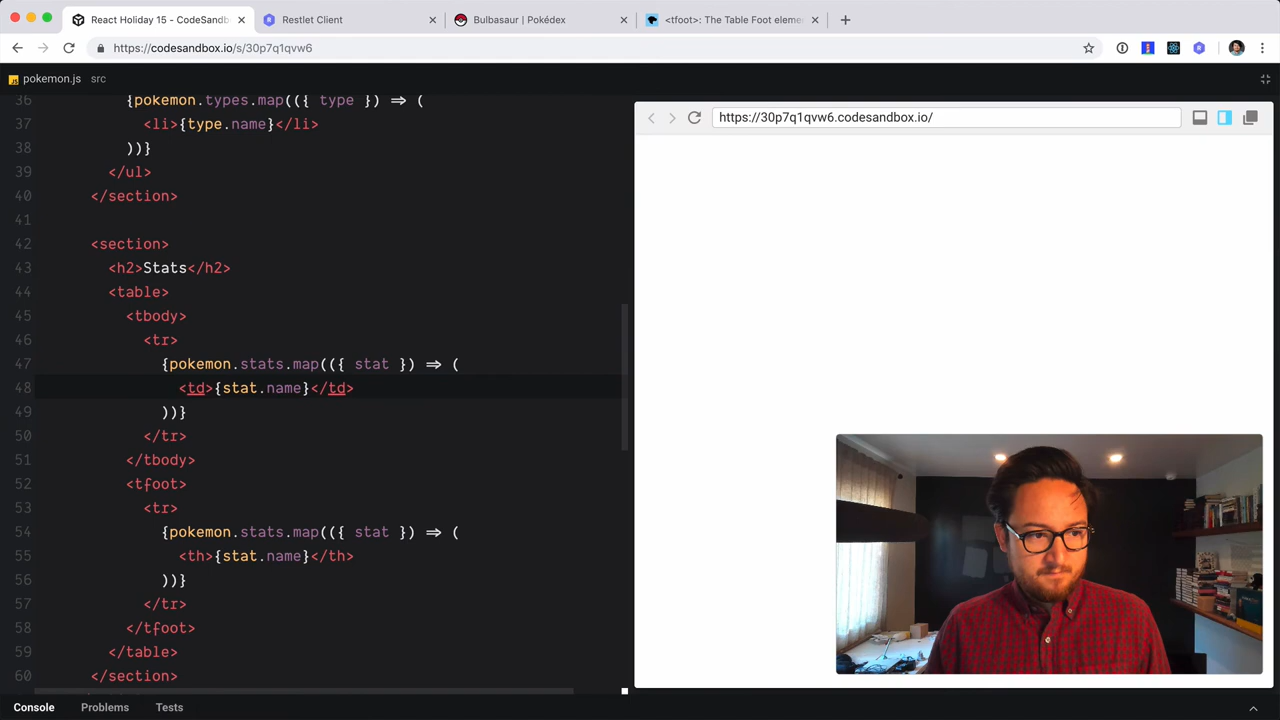 React Holiday 15 - CodeSandb
Restlet Client
Bulbasaur | Pokédex
<tfoot>: The Table Foot eleme
https://codesandbox.io/s/30p7q1qvw6
JS
pokemon.js src
https://30p7q1qvw6.codesandbox.io/
36 {pokemon.types.map(({ type }) => (
37 <li>{type.name}</li>
38 ))}
39 </ul>
40 </section>
41
42 <section>
43 <h2>Stats</h2>
44 <table>
45 <tbody>
46 <tr>
47 {pokemon.stats.map(({ stat }) => (
48 <td>{stat.name}</td>
49 ))}
50 </tr>
51 </tbody>
52 <tfoot>
53 <tr>
54 {pokemon.stats.map(({ stat }) => (
55 <th>{stat.name}</th>
56 ))}
57 </tr>
58 </tfoot>
59 </table>
60 </section>
Console Problems Tests